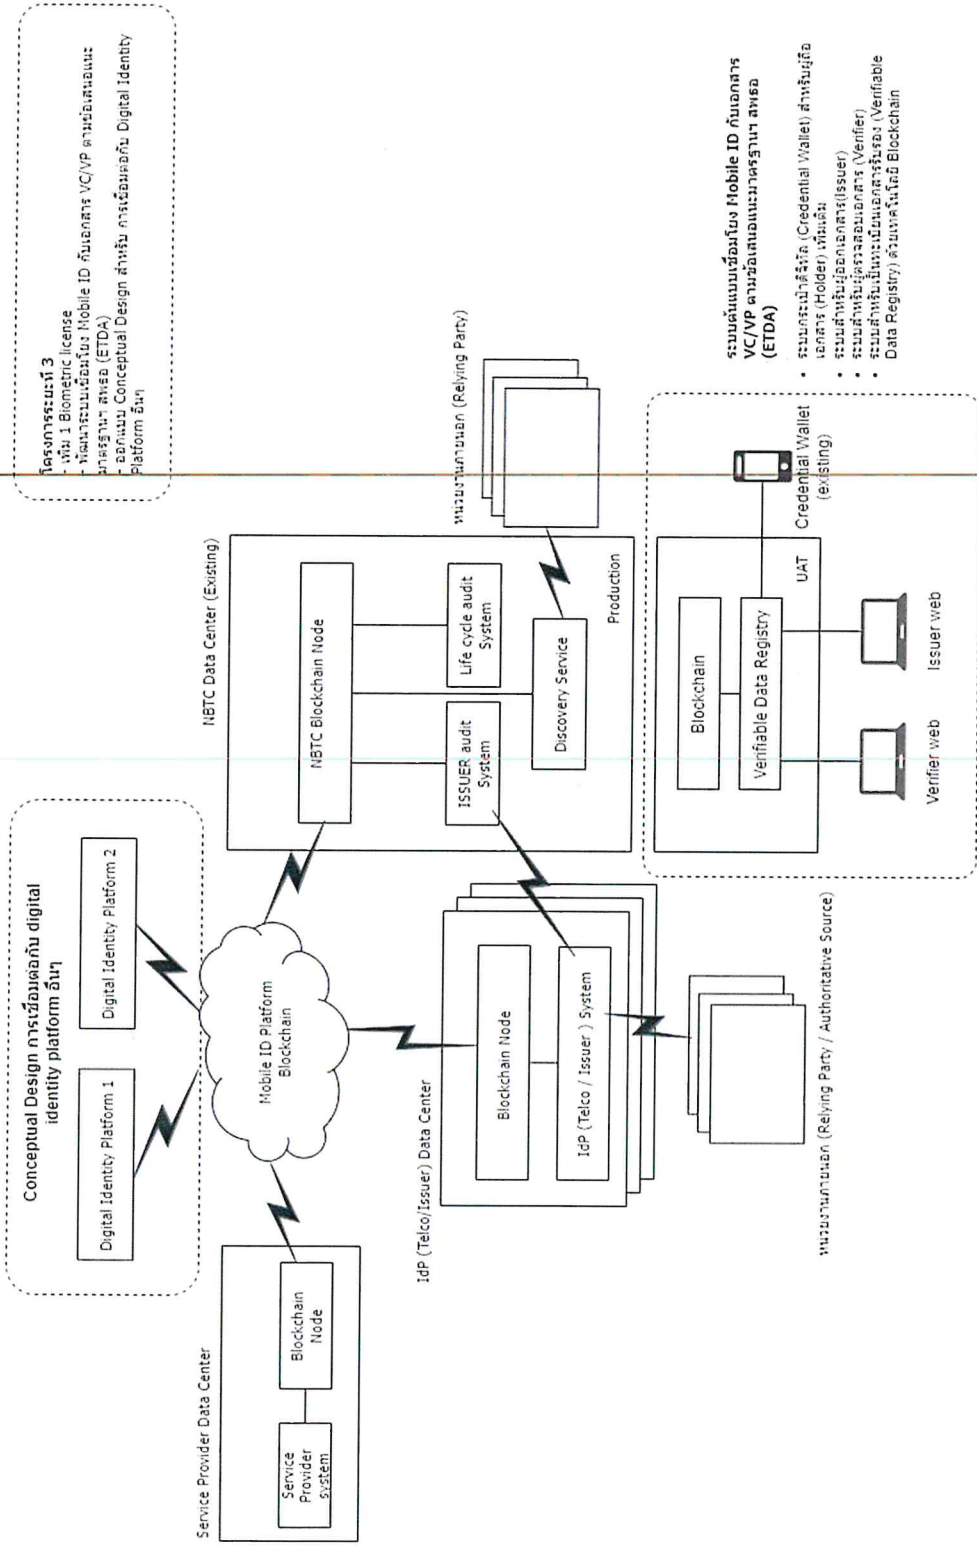 Conceptual Design การเชื่อมต่อกับ digital
identity platform อื่นๆ
Digital Identity Platform 1
Digital Identity Platform 2
โครงการระยะที่ 3
- เพิ่ม 1 Biometric license
- พัฒนาระบบเชื่อมโยง Mobile ID กับเอกสาร VC/VP ตามข้อเสนอแนะ
มาตรฐานฯ สพธอ (ETDA)
- ออกแบบ Conceptual Design สำหรับ การเชื่อมต่อกับ Digital Identity
Platform อื่นๆ
Service Provider Data Center
Service
Provider
system
Blockchain
Node
Mobile ID Platform
Blockchain
NBTC Data Center (Existing)
NBTC Blockchain Node
ISSUER audit
System
Life cycle audit
System
Discovery Service
Production
หน่วยงานภายนอก (Relying Party)
IdP (Telco/Issuer) Data Center
Blockchain Node
IdP (Telco / Issuer ) System
หน่วยงานภายนอก (Relying Party / Authoritative Source)
Blockchain
Verifiable Data Registry
UAT
Credential Wallet
(existing)
Verifier web
Issuer web
ระบบต้นแบบเชื่อมโยง Mobile ID กับเอกสาร
VC/VP ตามข้อเสนอแนะมาตรฐานฯ สพธอ
(ETDA)
• ระบบกระเป๋าดิจิทัล (Credential Wallet) สำหรับผู้ถือ
เอกสาร (Holder) เพิ่มเติม
• ระบบสำหรับผู้ออกเอกสาร(Issuer)
• ระบบสำหรับผู้ตรวจสอบเอกสาร (Verifier)
• ระบบสำหรับเป็นทะเบียนเอกสารรับรอง (Verifiable
Data Registry) ด้วยเทคโนโลยี Blockchain